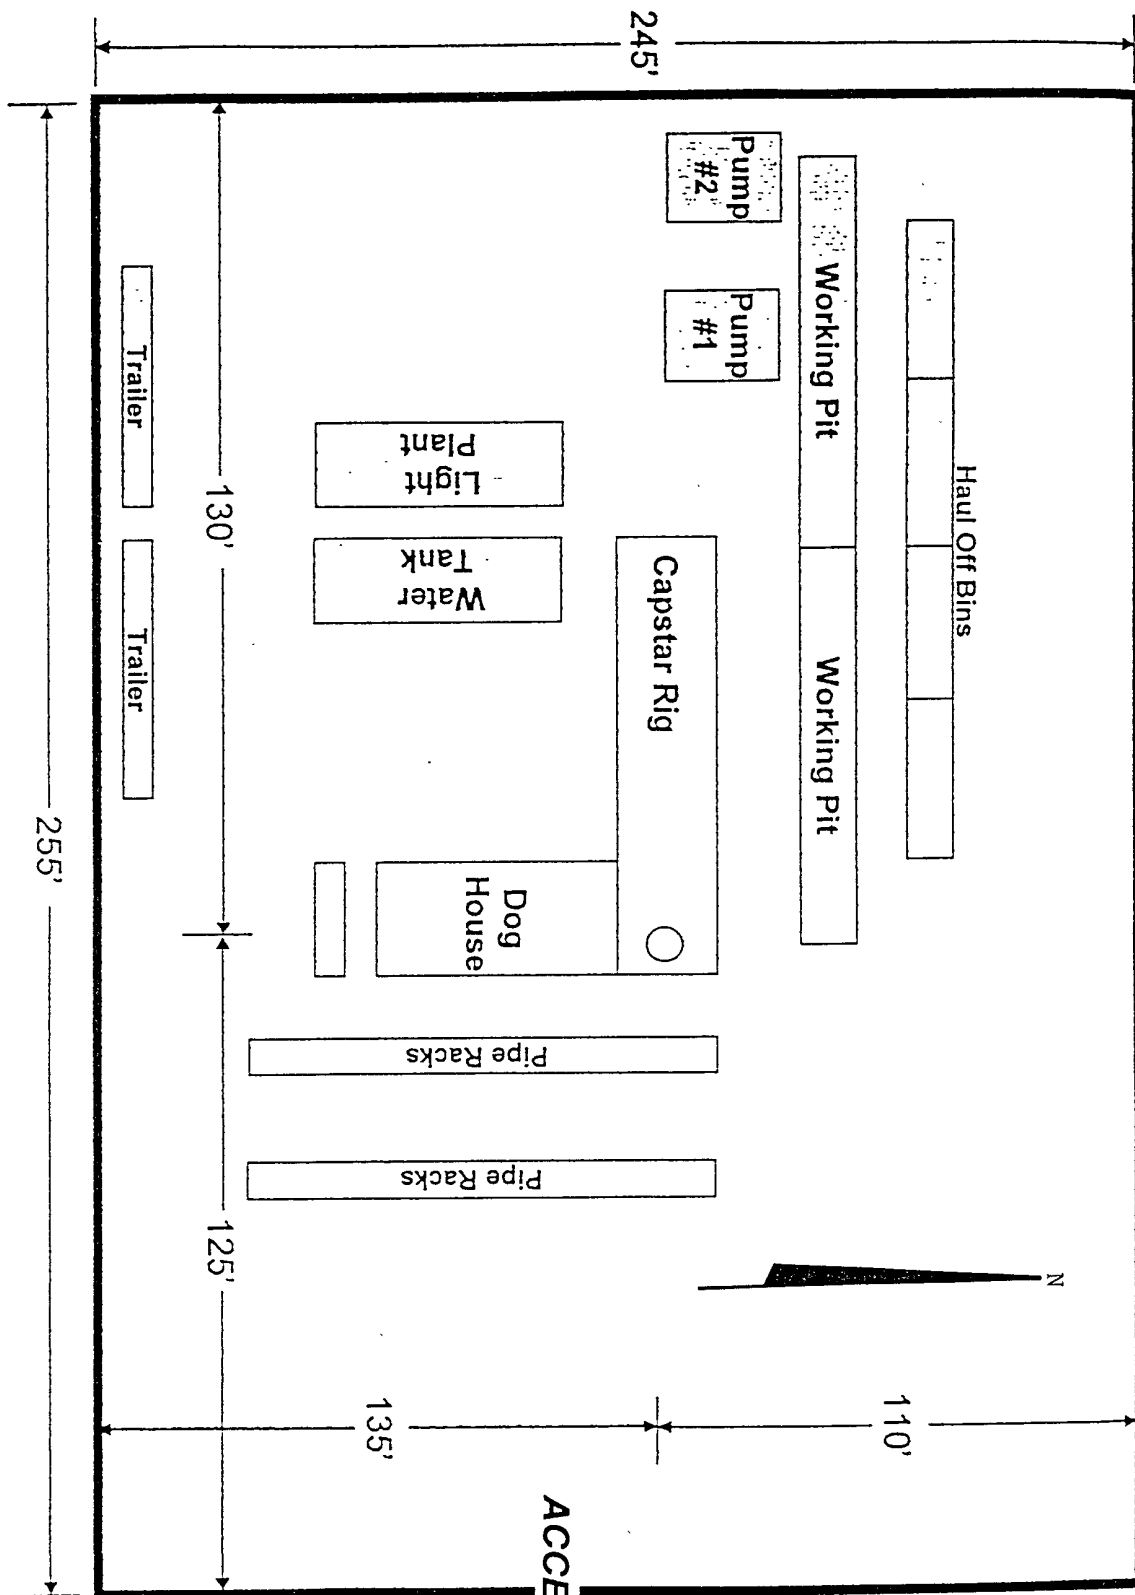 245'
Pump
#2
Pump
#1
Working Pit
Working Pit
Haul Off Bins
Trailer
Trailer
Light
Plant
Water
Tank
Capstar Rig
Dog
House
130'
255'
Pipe Racks
Pipe Racks
125'
N
135'
110'
ACCE